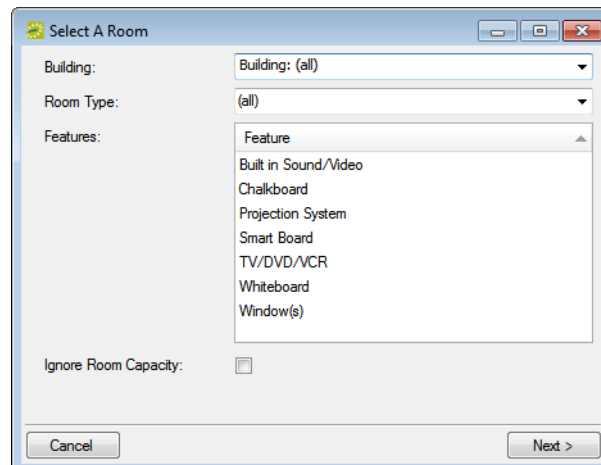 Select A Room
Building: Building: (all)
Room Type: (all)
Features: Feature
Built in Sound/Video
Chalkboard
Projection System
Smart Board
TV/DVD/VCR
Whiteboard
Window(s)
Ignore Room Capacity:
Cancel Next >